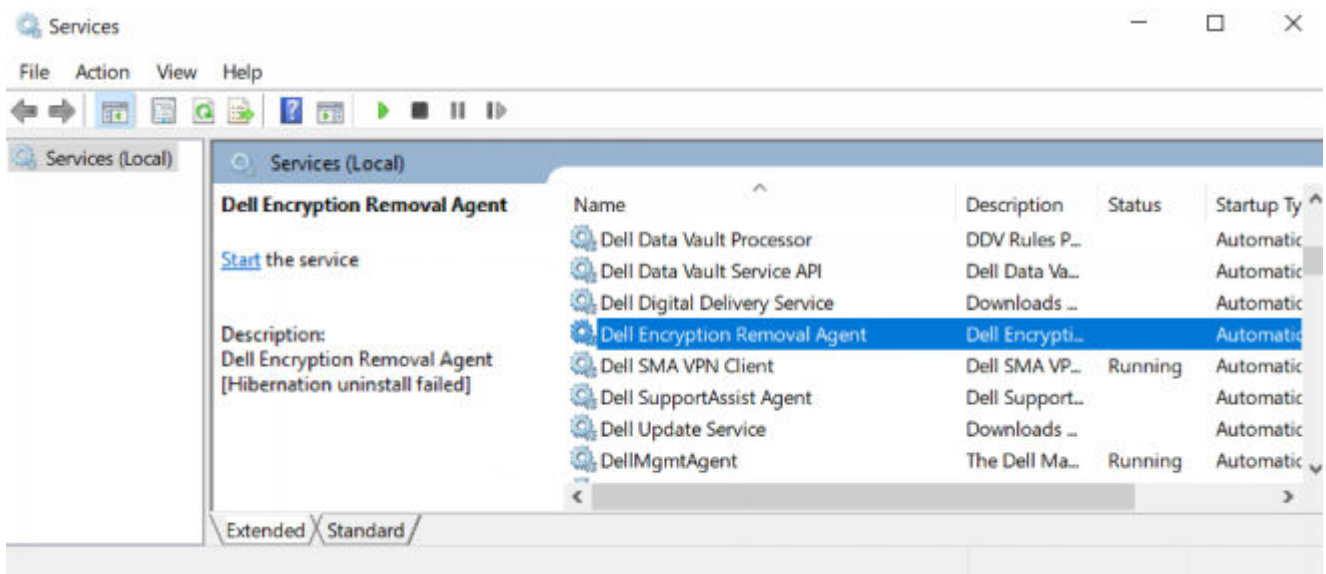 Services
File Action View Help
Services (Local)
Services (Local)
Dell Encryption Removal Agent
Start the service
Description:
Dell Encryption Removal Agent
[Hibernation uninstall failed]
Name Description Status Startup Ty
Dell Data Vault Processor DDV Rules P... Automatic
Dell Data Vault Service API Dell Data Va... Automatic
Dell Digital Delivery Service Downloads ... Automatic
Dell Encryption Removal Agent Dell Encrypti... Automatic
Dell SMA VPN Client Dell SMA VP... Running Automatic
Dell SupportAssist Agent Dell Support... Automatic
Dell Update Service Downloads ... Automatic
DellMgmtAgent The Dell Ma... Running Automatic
Extended Standard